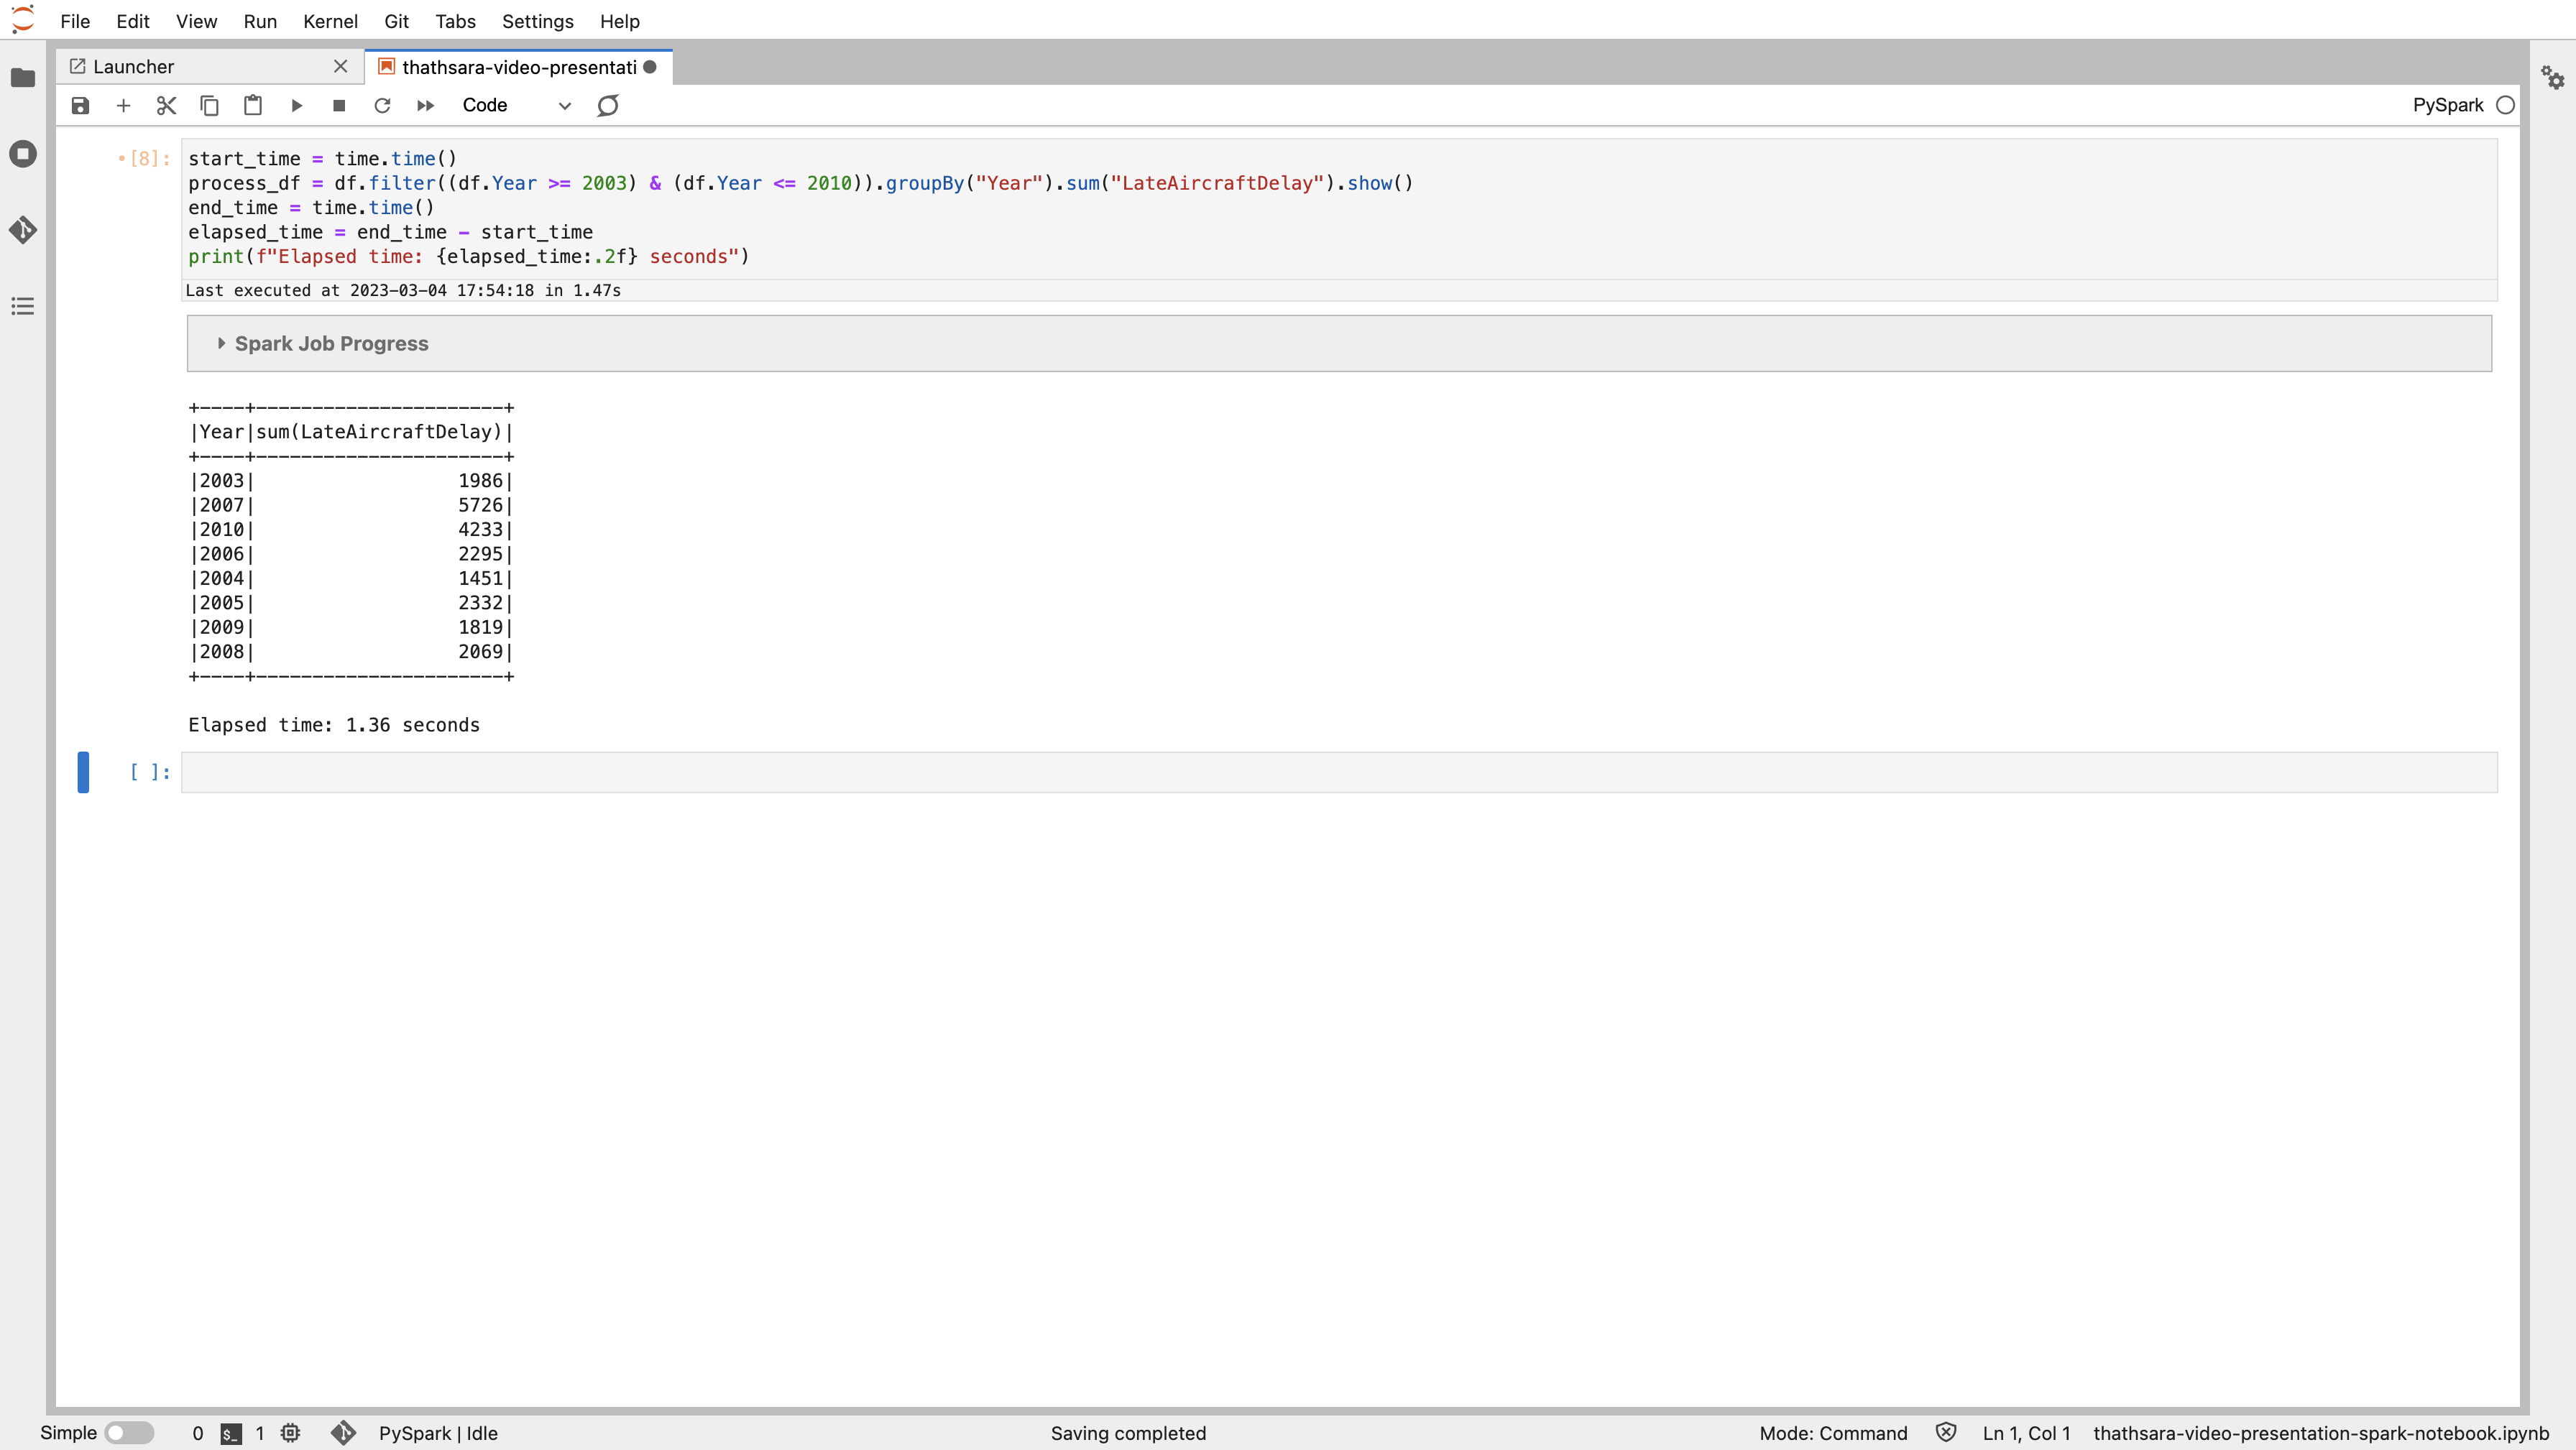 File Edit View Run Kernel Git Tabs Settings Help
Launcher thathsara-video-presentati
Code PySpark
[8]:
start_time = time.time()
process_df = df.filter((df.Year >= 2003) & (df.Year <= 2010)).groupBy("Year").sum("LateAircraftDelay").show()
end_time = time.time()
elapsed_time = end_time - start_time
print(f"Elapsed time: {elapsed_time:.2f} seconds")
Last executed at 2023-03-04 17:54:18 in 1.47s
Spark Job Progress
+----+----------------------+
|Year|sum(LateAircraftDelay)|
+----+----------------------+
|2003|                  1986|
|2007|                  5726|
|2010|                  4233|
|2006|                  2295|
|2004|                  1451|
|2005|                  2332|
|2009|                  1819|
|2008|                  2069|
+----+----------------------+
Elapsed time: 1.36 seconds
[ ]:
Simple 0 $_ 1 PySpark | Idle Saving completed Mode: Command Ln 1, Col 1 thathsara-video-presentation-spark-notebook.ipynb